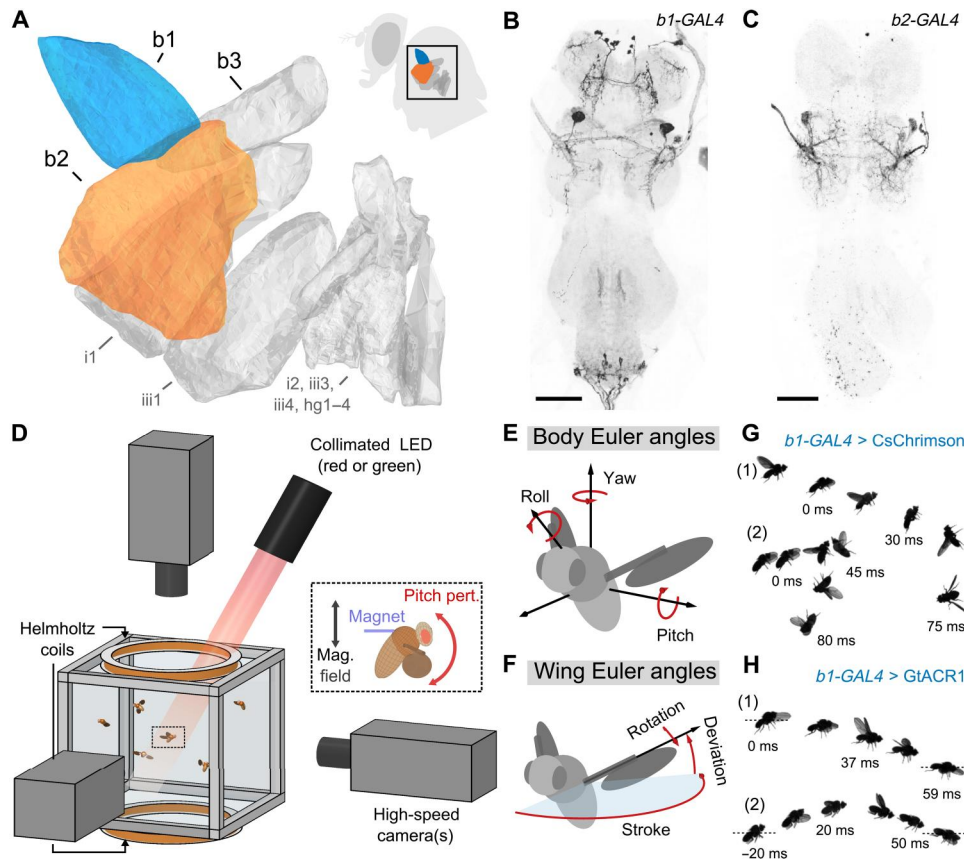 A
b1
b3
b2
i1
iii1
i2, iii3,
iii4, hg1–4
B
b1-GAL4
C
b2-GAL4
D
Collimated LED
(red or green)
Helmholtz
coils
Pitch pert.
Magnet
Mag.
field
High-speed
camera(s)
E
Body Euler angles
Yaw
Roll
Pitch
F
Wing Euler angles
Rotation
Deviation
Stroke
G
b1-GAL4 > CsChrimson
(1)
0 ms
30 ms
(2)
0 ms
45 ms
75 ms
80 ms
H
b1-GAL4 > GtACR1
(1)
0 ms
37 ms
59 ms
(2)
20 ms
–20 ms
50 ms